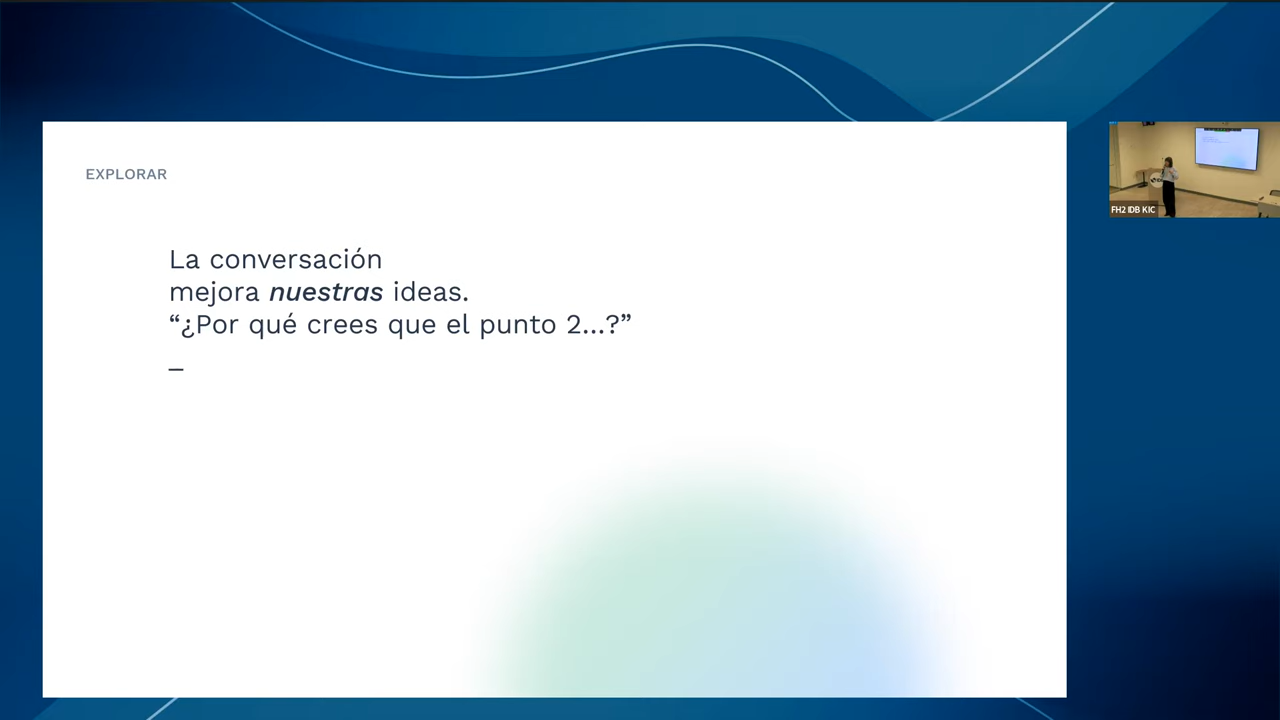 EXPLORAR
La conversación
mejora nuestras ideas.
“¿Por qué crees que el punto 2...?”
_
FH2 IDB KIC